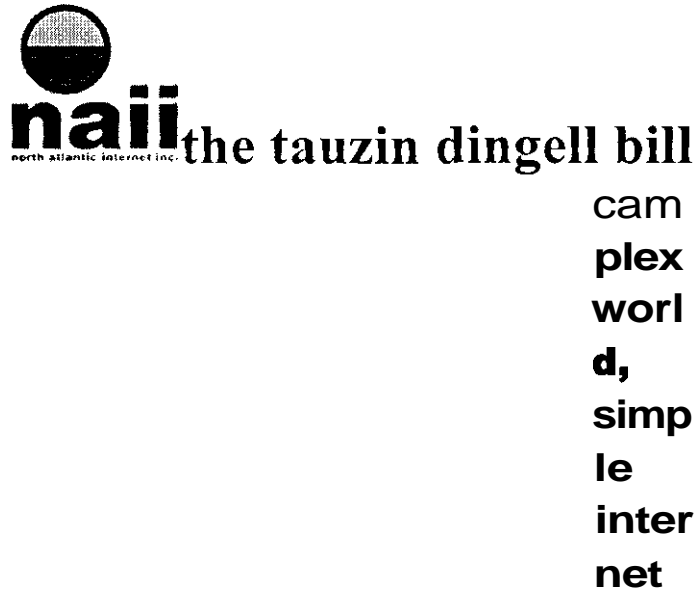 naii
north atlantic internet inc.
the tauzin dingell bill
cam
plex
worl
d,
simp
le
inter
net